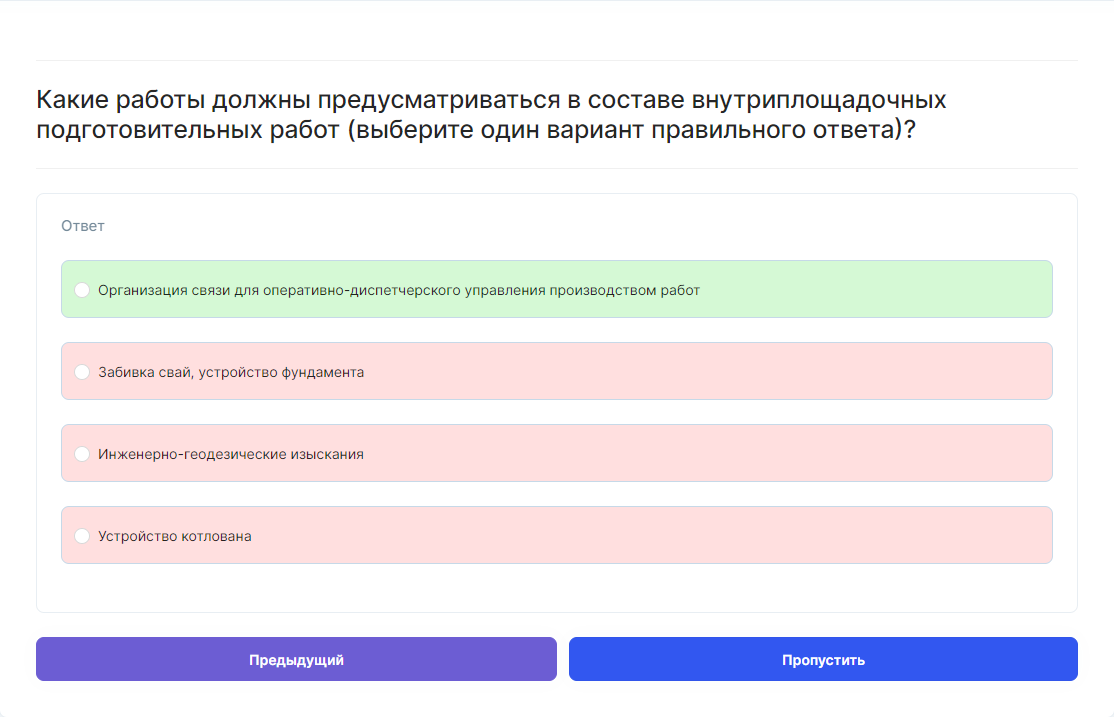 Какие работы должны предусматриваться в составе внутриплощадочных
подготовительных работ (выберите один вариант правильного ответа)?
Ответ
Организация связи для оперативно-диспетчерского управления производством работ
Забивка свай, устройство фундамента
Инженерно-геодезические изыскания
Устройство котлована
Предыдущий
Пропустить